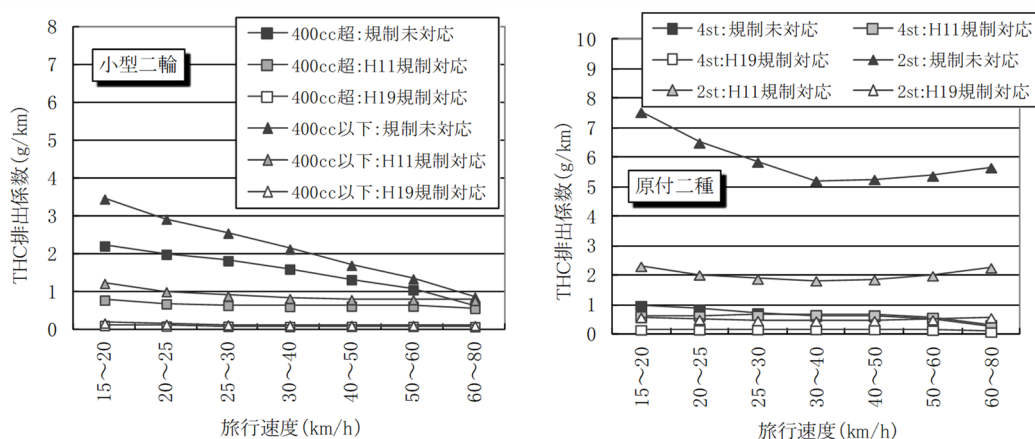 8
7
6
5
4
3
2
1
0
THC排出係数(g/km)
小型二輪
400cc超:規制未対応
400cc超:H11規制対応
400cc超:H19規制対応
400cc以下:規制未対応
400cc以下:H11規制対応
400cc以下:H19規制対応
15～20
20～25
25～30
30～40
40～50
50～60
60～80
旅行速度(km/h)
10
9
8
7
6
5
4
3
2
1
0
THC排出係数(g/km)
4st:規制未対応 4st:H11規制対応
4st:H19規制対応 2st:規制未対応
2st:H11規制対応 2st:H19規制対応
原付二種
15～20
20～25
25～30
30～40
40～50
50～60
60～80
旅行速度(km/h)